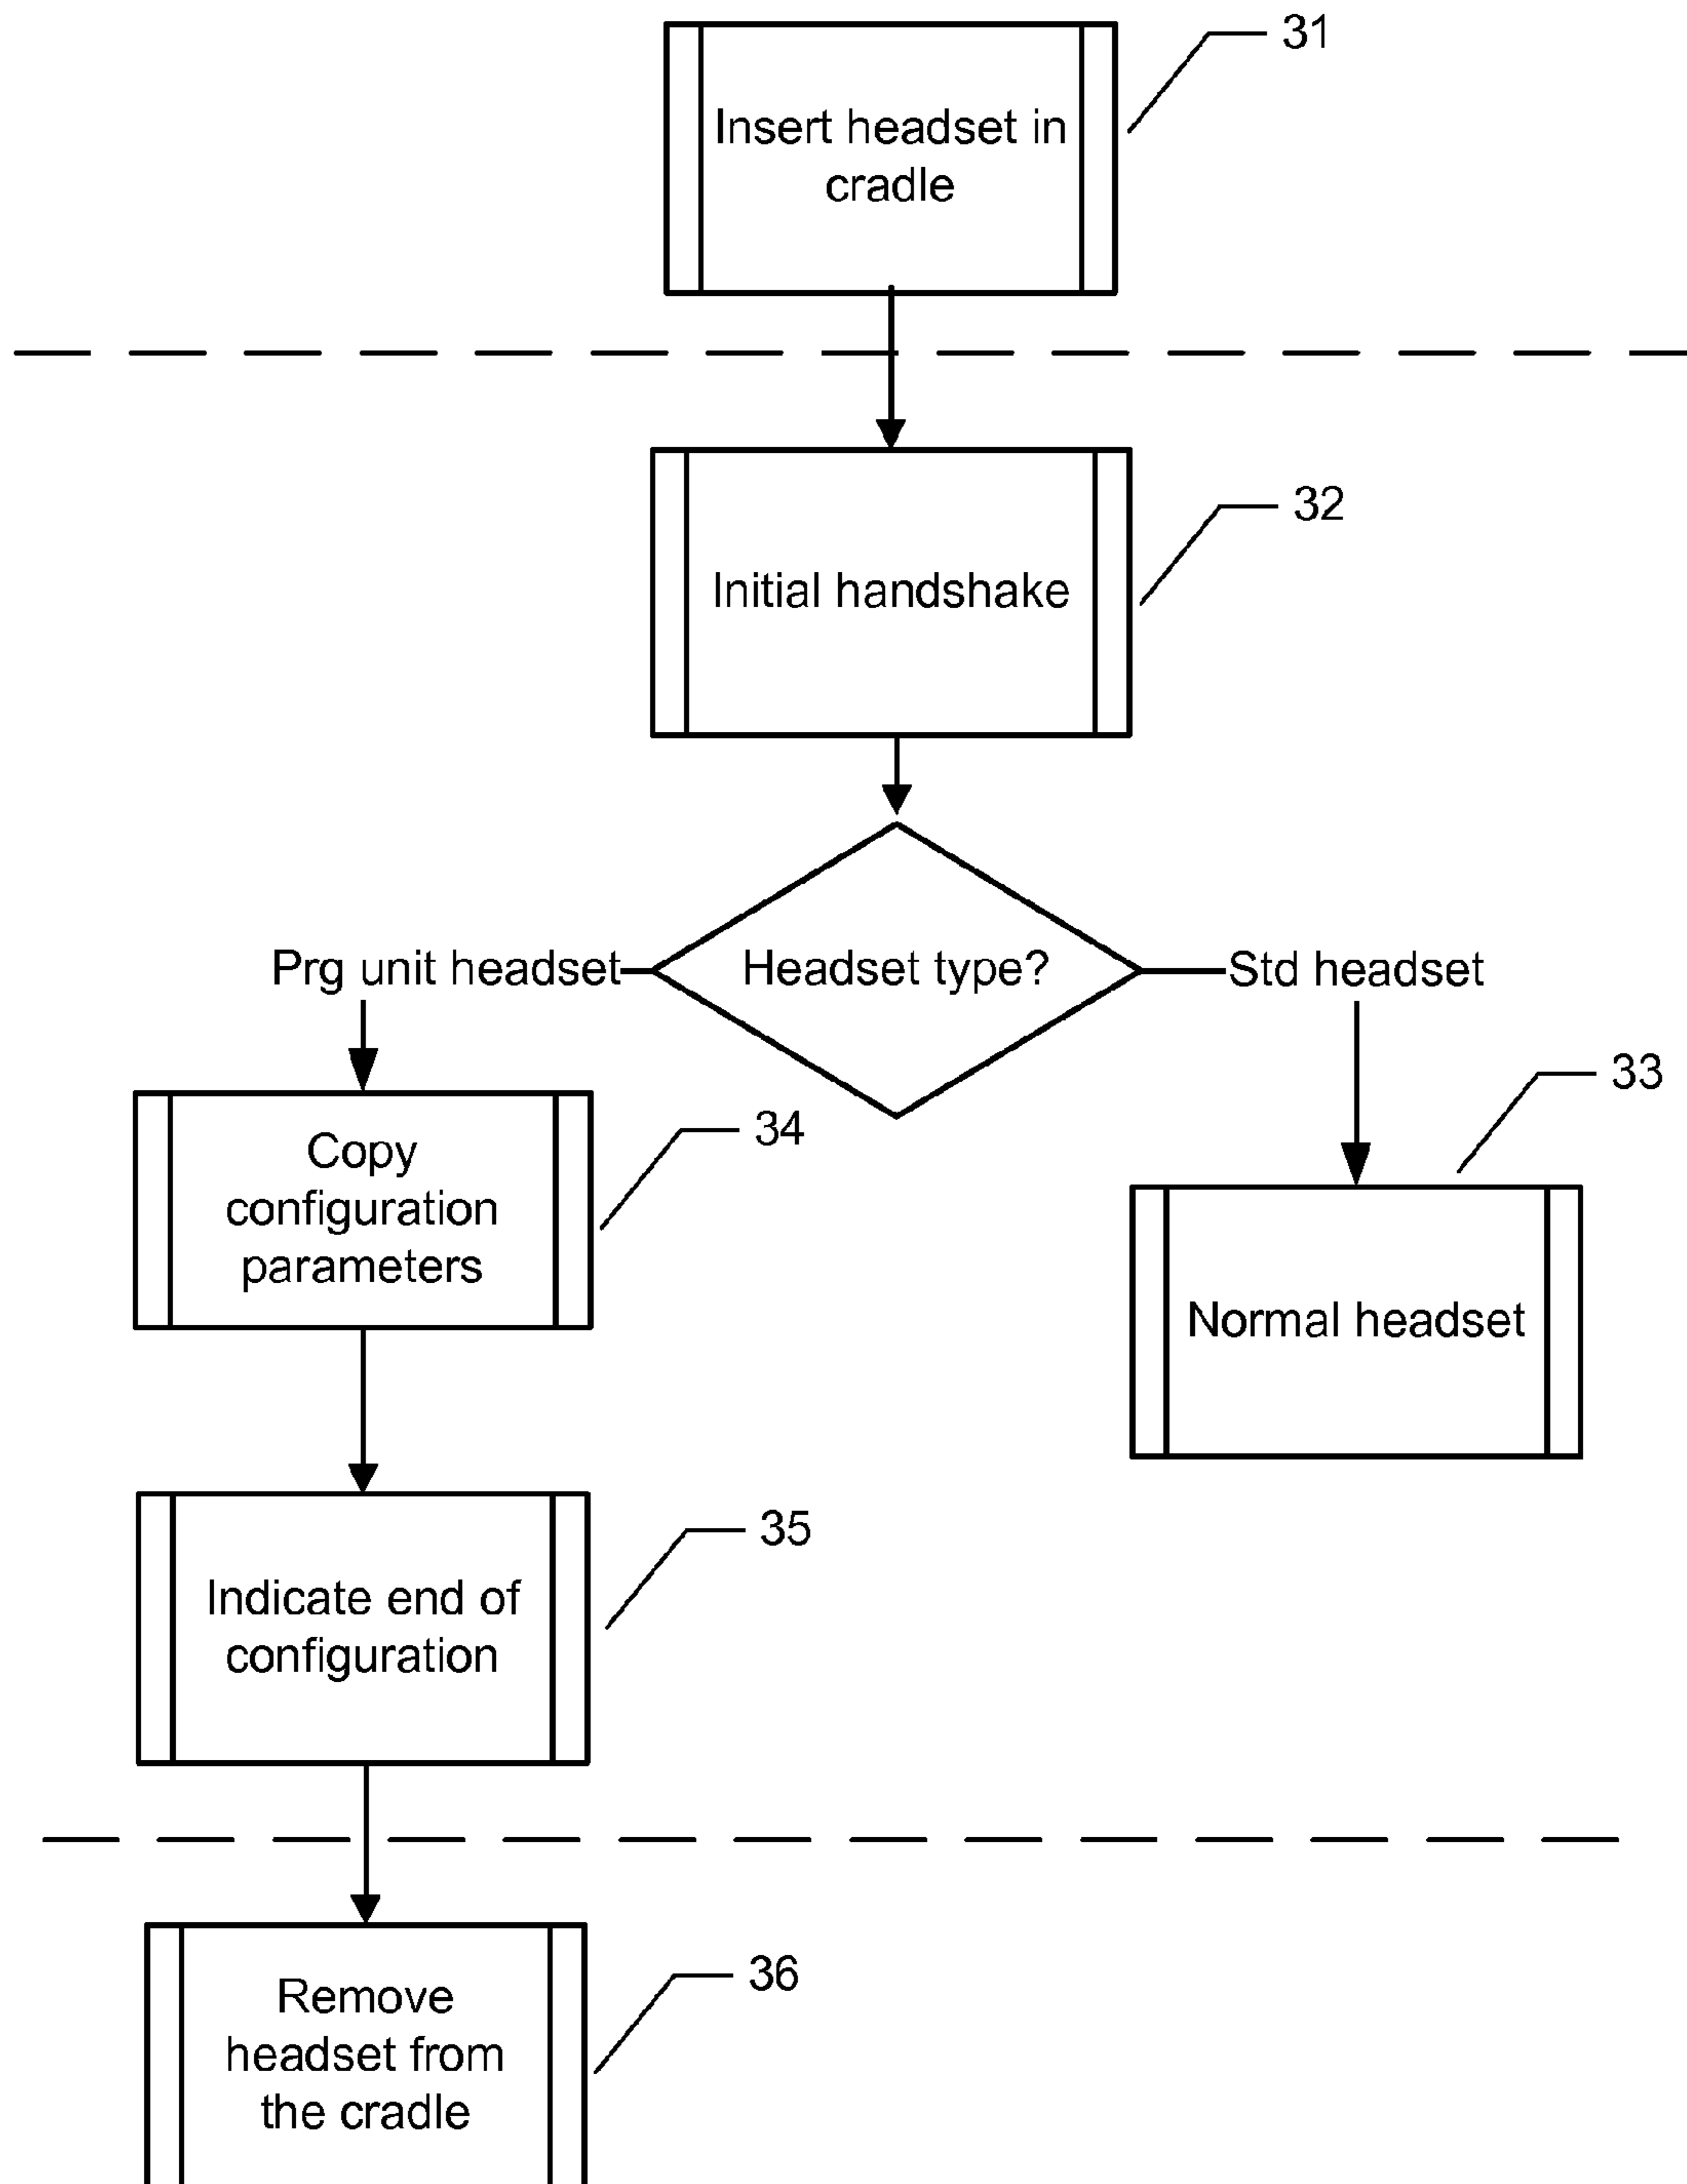 31
Insert headset in
cradle
32
Initial handshake
Prg unit headset
Headset type?
Std headset
33
34
Copy
configuration
parameters
Normal headset
35
Indicate end of
configuration
36
Remove
headset from
the cradle